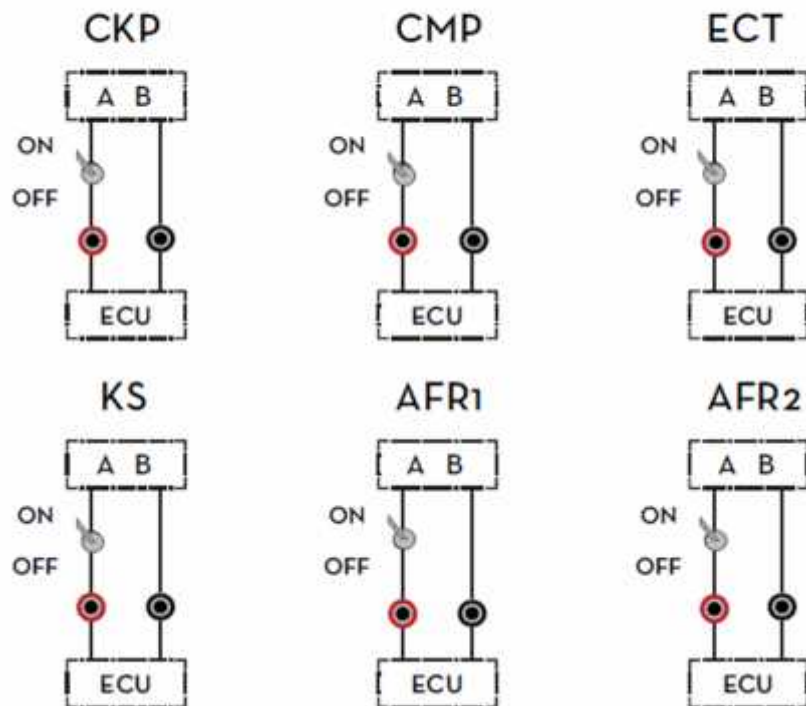 CKP CMP ECT
A B A B A B
ON ON ON
OFF OFF OFF
ECU ECU ECU
KS AFR1 AFR2
A B A B A B
ON ON ON
OFF OFF OFF
ECU ECU ECU